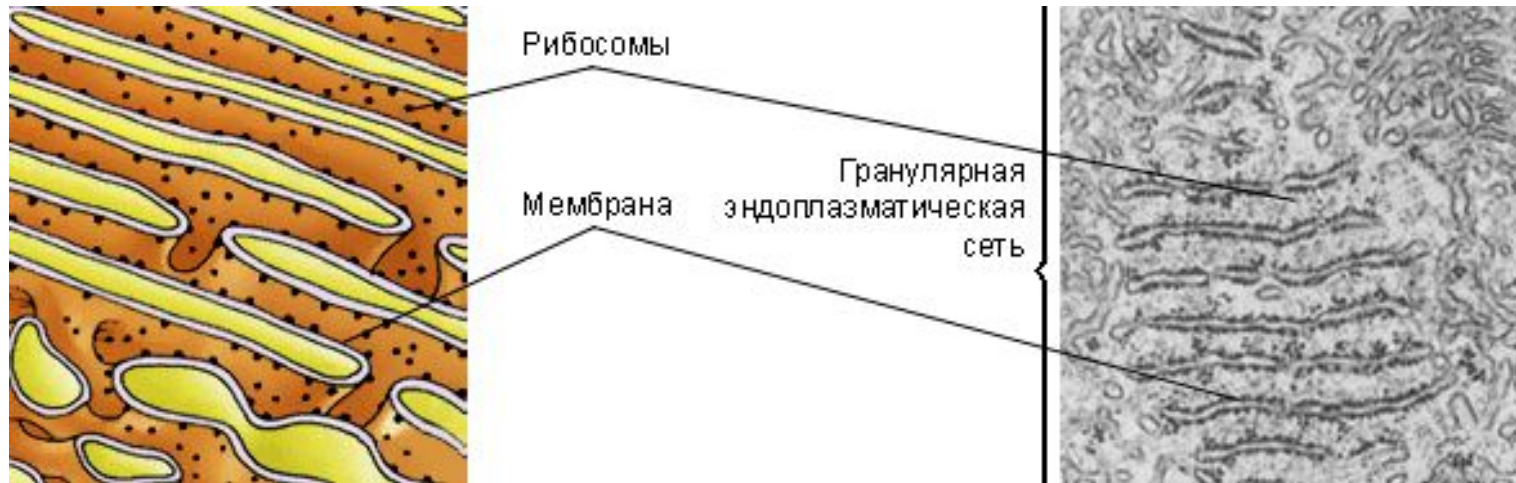 Рибосомы
Гранулярная
Мембрана эндоплазматическая
сеть